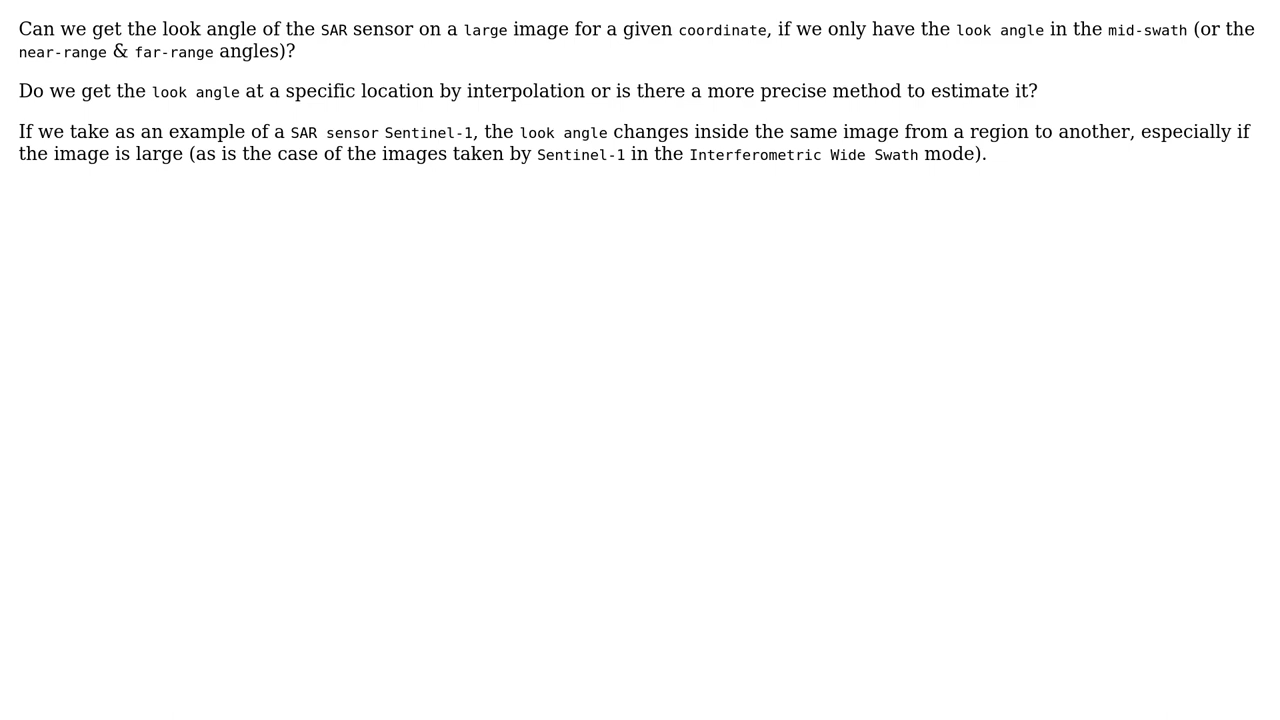 Can we get the look angle of the SAR sensor on a large image for a given coordinate, if we only have the look angle in the mid-swath (or the
near-range & far-range angles)?
Do we get the look angle at a specific location by interpolation or is there a more precise method to estimate it?
If we take as an example of a SAR sensor Sentinel-1, the look angle changes inside the same image from a region to another, especially if
the image is large (as is the case of the images taken by Sentinel-1 in the Interferometric Wide Swath mode).